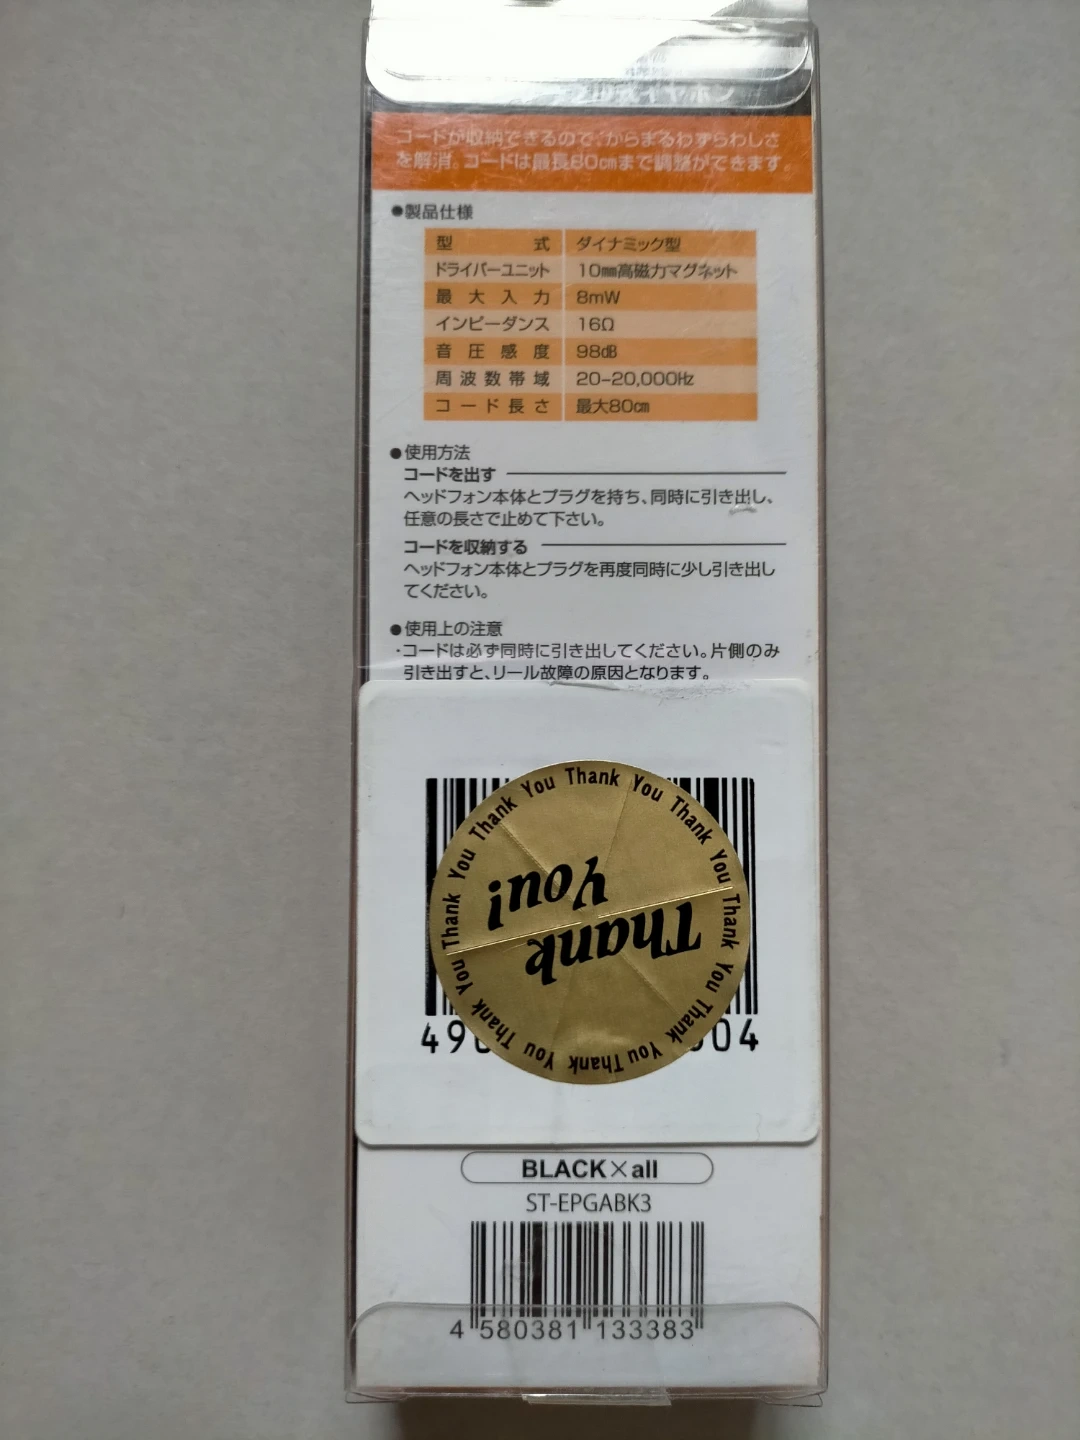 コードが収納できるので、からまるわずらわしさ
を解消。コードは最長80cmまで調整ができます。
●製品仕様
型式 ダイナミック型
ドライバーユニット 10mm高磁力マグネット
最大入力 8mW
インピーダンス 16Ω
音圧感度 98dB
周波数帯域 20-20,000Hz
コード長さ 最大80cm
●使用方法
コードを出す
ヘッドフォン本体とプラグを持ち、同時に引き出し、
任意の長さで止めて下さい。
コードを収納する
ヘッドフォン本体とプラグを再度同時に少し引き出し
てください。
●使用上の注意
・コードは必ず同時に引き出してください。片側のみ
引き出すと、リール故障の原因となります。
Thank You Thank You Thank You Thank You Thank You Thank You Thank You Thank You
Thank
You!
49 04
BLACK×all
ST-EPGABK3
4 580381 133383